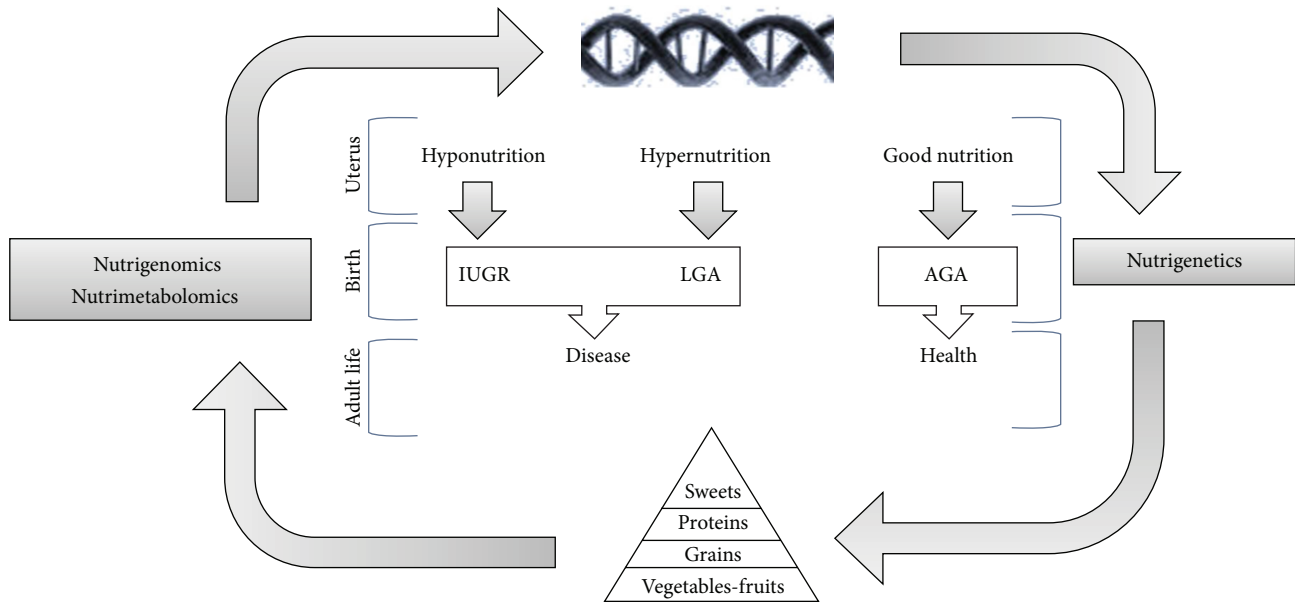 Uterus
Hyponutrition
Hypernutrition
Good nutrition
Nutrigenomics
Nutrimetabolomics
Birth
IUGR
LGA
AGA
Nutrigenetics
Adult life
Disease
Health
Sweets
Proteins
Grains
Vegetables-fruits